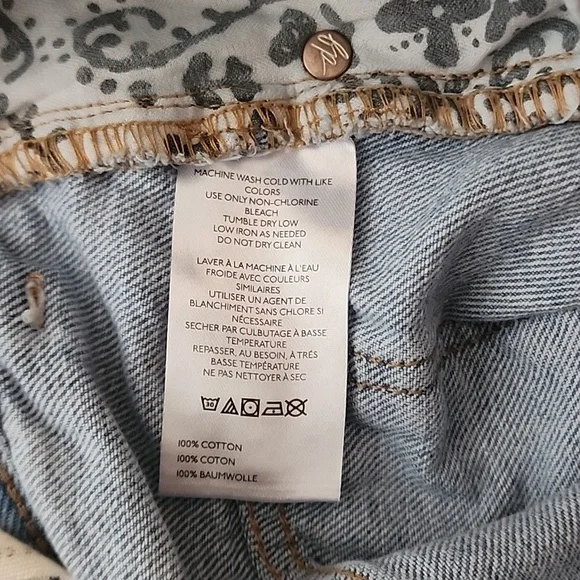 MACHINE WASH COLD WITH LIKE
COLORS
USE ONLY NON-CHLORINE
BLEACH
TUMBLE DRY LOW
LOW IRON AS NEEDED
DO NOT DRY CLEAN
LAVER À LA MACHINE À L'EAU
FROIDE AVEC COULEURS
SIMILAIRES
UTILISER UN AGENT DE
BLANCHIMENT SANS CHLORE SI
NÉCESSAIRE
SECHER PAR CULBUTAGE À BASSE
TEMPERATURE
REPASSER, AU BESOIN, À TRÉS
BASSE TEMPÉRATURE
NE PAS NETTOYER À SEC
30
100% COTTON
100% COTON
100% BAUMWOLLE